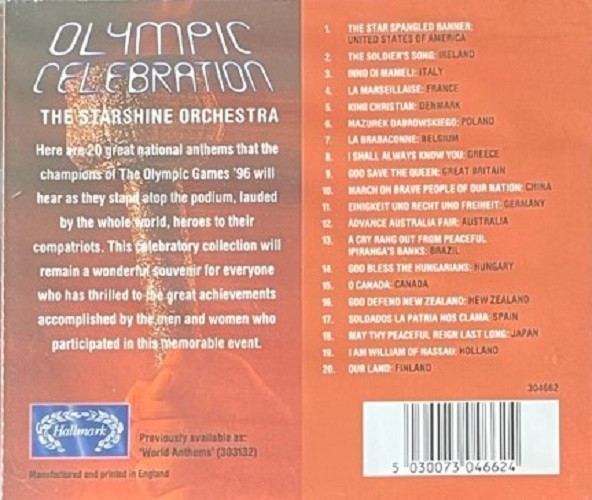 OLYMPIC
CELEBRATION
THE STARSHINE ORCHESTRA
Here are 20 great national anthems that the
champions of The Olympic Games '96 will
hear as they stand atop the podium, lauded
by the whole world, heroes to their
compatriots. This celebratory collection will
remain a wonderful souvenir for everyone
who has thrilled to the great achievements
accomplished by the men and women who
participated in this memorable event.
Hallmark
Previously available as:
'World Anthems' (303132)
Manufactured and printed in England
1. THE STAR SPANGLED BANNER:
UNITED STATES OF AMERICA
2. THE SOLDIER'S SONG: IRELAND
3. INNO DI MAMELI: ITALY
4. LA MARSEILLAISE: FRANCE
5. KING CHRISTIAN: DENMARK
6. MAZUREK DABROWSKIEGO: POLAND
7. LA BRABACONNE: BELGIUM
8. I SHALL ALWAYS KNOW YOU: GREECE
9. GOD SAVE THE QUEEN: GREAT BRITAIN
10. MARCH ON BRAVE PEOPLE OF OUR NATION: CHINA
11. EINIGKEIT UND RECHT UND FREIHEIT: GERMANY
12. ADVANCE AUSTRALIA FAIR: AUSTRALIA
13. A CRY RANG OUT FROM PEACEFUL
IPIRANGA'S BANKS: BRAZIL
14. GOD BLESS THE HUNGARIANS: HUNGARY
15. O CANADA: CANADA
16. GOD DEFEND NEW ZEALAND: NEW ZEALAND
17. SOLDADOS LA PATRIA NOS CLAMA: SPAIN
18. MAY THY PEACEFUL REIGN LAST LONG: JAPAN
19. I AM WILLIAM OF NASSAU: HOLLAND
20. OUR LAND: FINLAND
304662
5 030073 046624